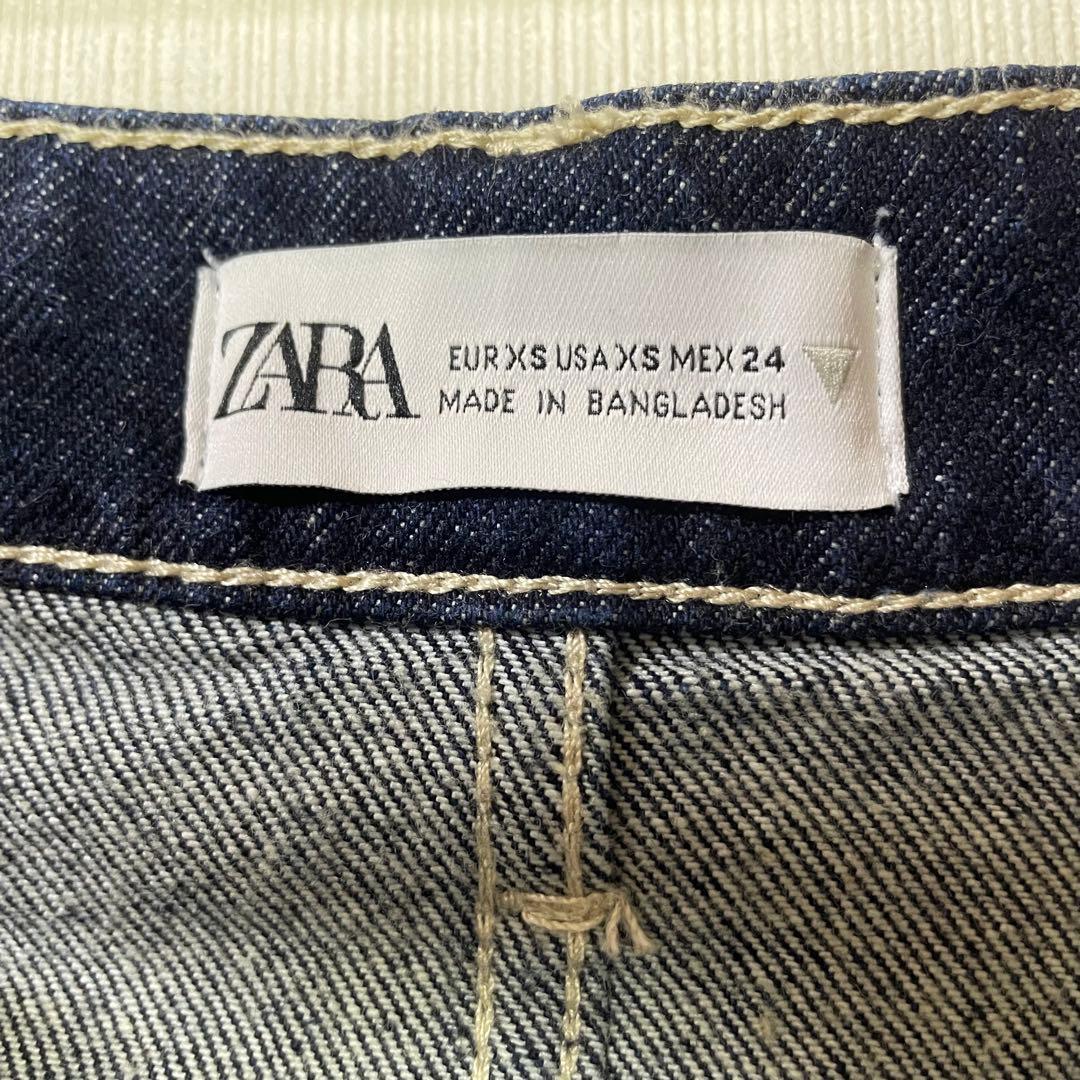 ZARA
EUR XS USA XS MEX 24
MADE IN BANGLADESH